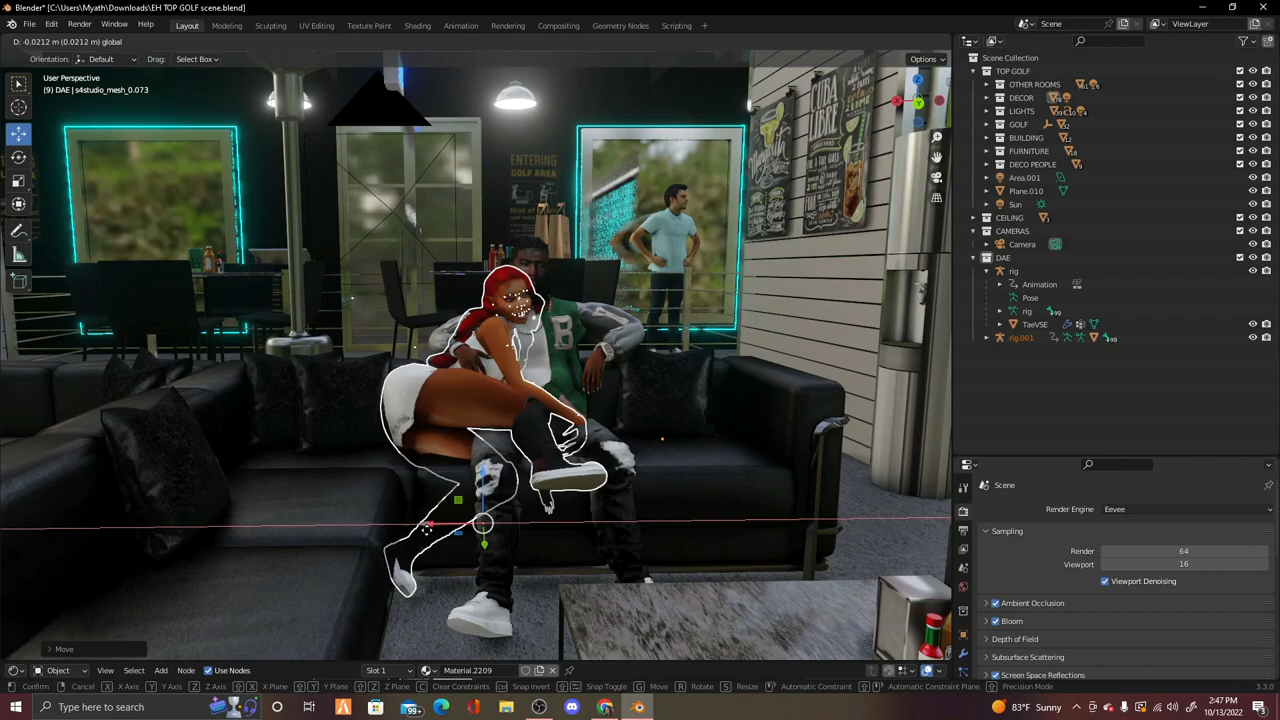 Blender* [C:\Users\Myath\Downloads\EH TOP GOLF scene.blend]
File Edit Render Window Help Layout Modeling Sculpting UV Editing Texture Paint Shading Animation Rendering Compositing Geometry Nodes Scripting + Scene ViewLayer
D: -0.0212 m (0.0212 m) global
Orientation: Default Drag: Select Box Options
User Perspective
(9) DAE | s4studio_mesh_0.073
ENTERING
GOLF AREA
Margarita
CUBA
LIBRE
B
Scene Collection
TOP GOLF
OTHER ROOMS
DECOR
LIGHTS
GOLF
BUILDING
FURNITURE
DECO PEOPLE
Area.001
Plane.010
Sun
CEILING
CAMERAS
Camera
DAE
rig
Animation
Pose
rig
TaeVSE
rig.001
Scene
Render Engine Eevee
Sampling
Render 64
Viewport 16
Viewport Denoising
Ambient Occlusion
Bloom
Depth of Field
Subsurface Scattering
Screen Space Reflections
Move
Object View Select Add Node Use Nodes Slot 1 Material.2209
Confirm Cancel X X Axis Y Y Axis Z Z Axis X X Plane Y Y Plane Z Z Plane C Clear Constraints Snap Invert Snap Toggle G Move R Rotate S Resize Automatic Constraint Automatic Constraint Plane Precision Mode 3.3.0
Type here to search 99+ 83°F Sunny 2:47 PM
10/13/2022